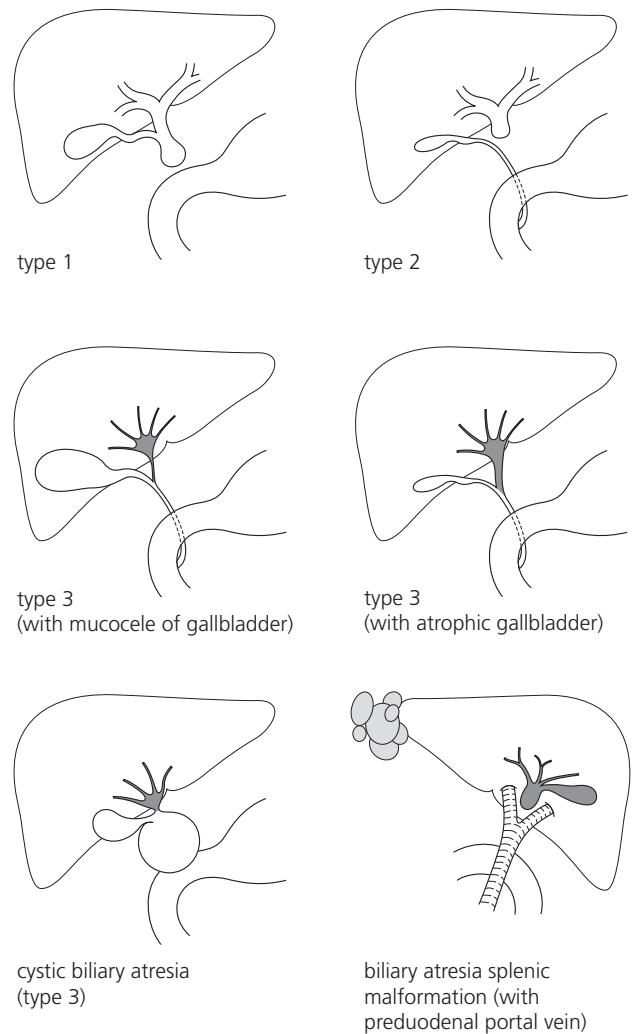 type 1
type 2
type 3
(with mucocele of gallbladder)
type 3
(with atrophic gallbladder)
cystic biliary atresia
(type 3)
biliary atresia splenic
malformation (with
preduodenal portal vein)